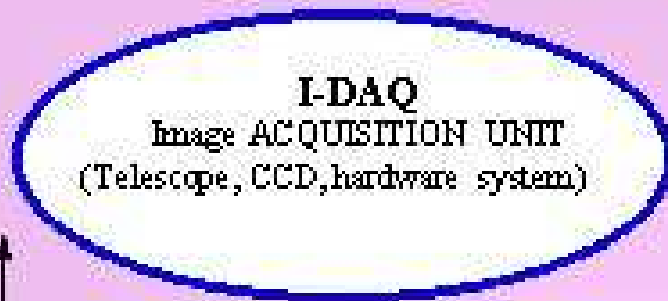 I-DAQ
Image ACQUISITION UNIT
(Telescope, CCD,hardware system)